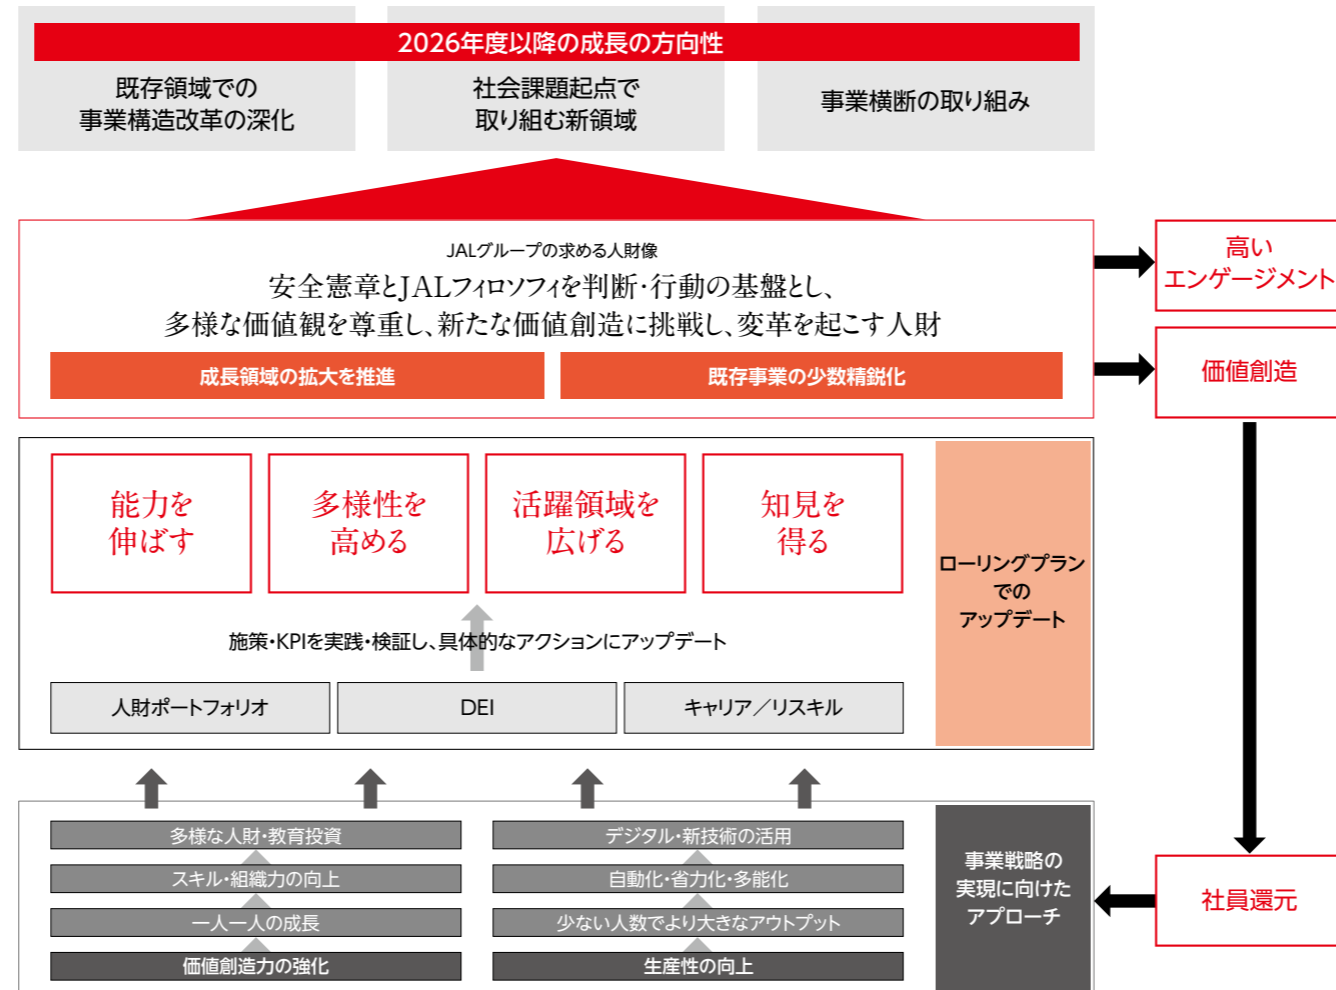 2026年度以降の成長の方向性
既存領域での
事業構造改革の深化
社会課題起点で
取り組む新領域
事業横断の取り組み
JALグループの求める人財像
安全憲章とJALフィロソフィを判断・行動の基盤とし、
多様な価値観を尊重し、新たな価値創造に挑戦し、変革を起こす人財
成長領域の拡大を推進
既存事業の少数精鋭化
高い
エンゲージメント
価値創造
能力を
伸ばす
多様性を
高める
活躍領域を
広げる
知見を
得る
ローリングプラン
での
アップデート
施策・KPIを実践・検証し、具体的なアクションにアップデート
人財ポートフォリオ
DEI
キャリア／リスキル
多様な人財・教育投資
スキル・組織力の向上
一人一人の成長
価値創造力の強化
デジタル・新技術の活用
自動化・省力化・多能化
少ない人数でより大きなアウトプット
生産性の向上
事業戦略の
実現に向けた
アプローチ
社員還元